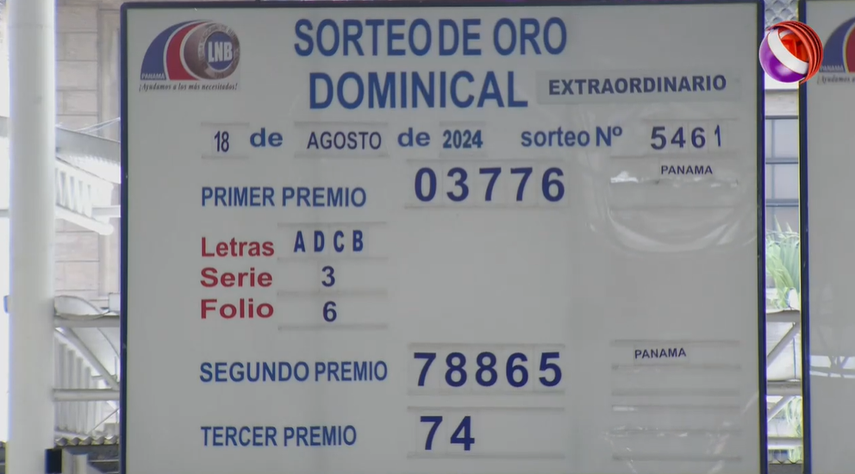 SORTEO DE ORO
DOMINICAL EXTRAORDINARIO
LNB
PANAMA
¡Ayudamos a los más necesitados!
18 de AGOSTO de 2024 sorteo Nº 5461
PRIMER PREMIO 03776 PANAMA
Letras ADCB
Serie 3
Folio 6
SEGUNDO PREMIO 78865 PANAMA
TERCER PREMIO 74